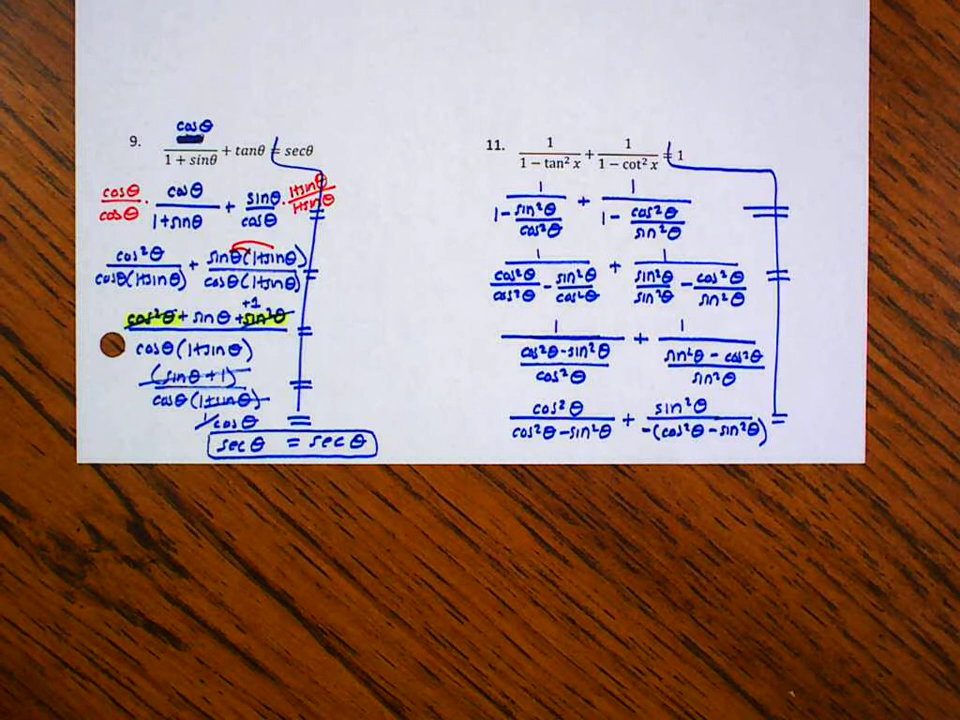 cosθ
9. / (1 + sinθ) + tanθ = secθ
cosθ/cosθ · cosθ/(1+sinθ) + sinθ/cosθ · (1+sinθ)/(1+sinθ) =
cos²θ/(cosθ(1+sinθ)) + sinθ(1+sinθ)/(cosθ(1+sinθ)) =
+1
cos²θ + sinθ + sin²θ =
cosθ(1+sinθ)
(sinθ+1) =
cosθ(1+sinθ)
1/cosθ =
secθ = secθ
11. 1/(1 − tan² x) + 1/(1 − cot² x) = 1
1/(1 − sin²θ/cos²θ) + 1/(1 − cos²θ/sin²θ) =
1/(cos²θ/cos²θ − sin²θ/cos²θ) + 1/(sin²θ/sin²θ − cos²θ/sin²θ) =
1/((cos²θ − sin²θ)/cos²θ) + 1/((sin²θ − cos²θ)/sin²θ)
cos²θ/(cos²θ − sin²θ) + sin²θ/(−(cos²θ − sin²θ)) =